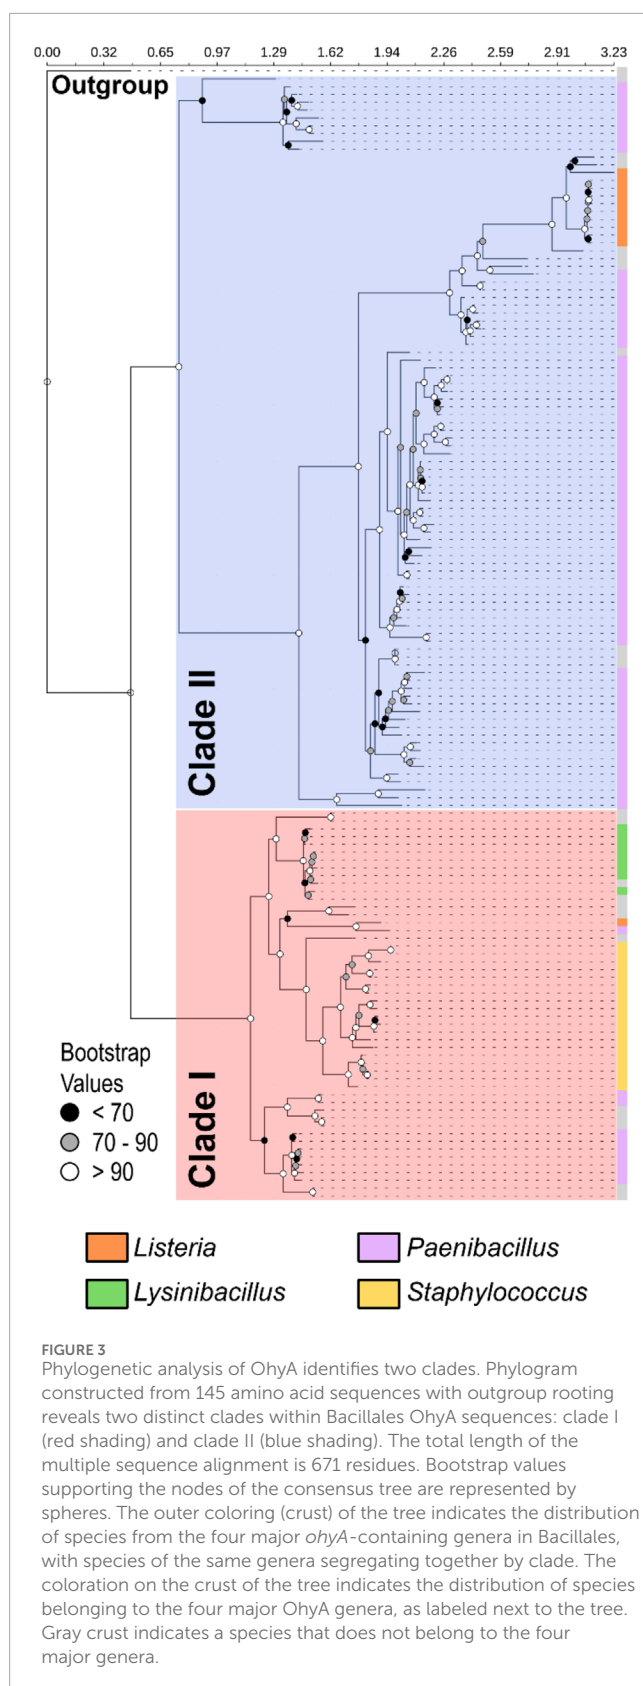 0.00 0.32 0.65 0.97 1.29 1.62 1.94 2.26 2.59 2.91 3.23
Outgroup
Clade II
Clade I
Bootstrap
Values
< 70
70 - 90
> 90
Listeria Paenibacillus
Lysinibacillus Staphylococcus
FIGURE 3
Phylogenetic analysis of OhyA identifies two clades. Phylogram
constructed from 145 amino acid sequences with outgroup rooting
reveals two distinct clades within Bacillales OhyA sequences: clade I
(red shading) and clade II (blue shading). The total length of the
multiple sequence alignment is 671 residues. Bootstrap values
supporting the nodes of the consensus tree are represented by
spheres. The outer coloring (crust) of the tree indicates the distribution
of species from the four major ohyA-containing genera in Bacillales,
with species of the same genera segregating together by clade. The
coloration on the crust of the tree indicates the distribution of species
belonging to the four major OhyA genera, as labeled next to the tree.
Gray crust indicates a species that does not belong to the four
major genera.